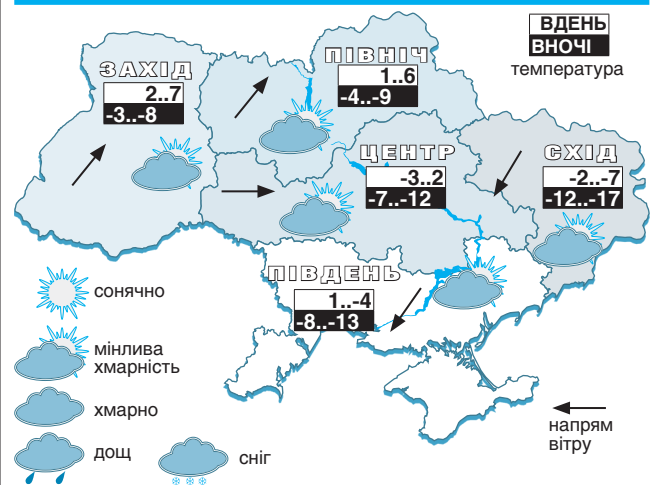 ВДЕНЬ
ВНОЧІ
температура
ЗАХІД
2..7
-3..-8
ПІВНІЧ
1..6
-4..-9
ЦЕНТР
-3..2
-7..-12
СХІД
-2..-7
-12..-17
ПІВДЕНЬ
1..-4
-8..-13
сонячно
мінлива
хмарність
хмарно
дощ
сніг
напрям
вітру